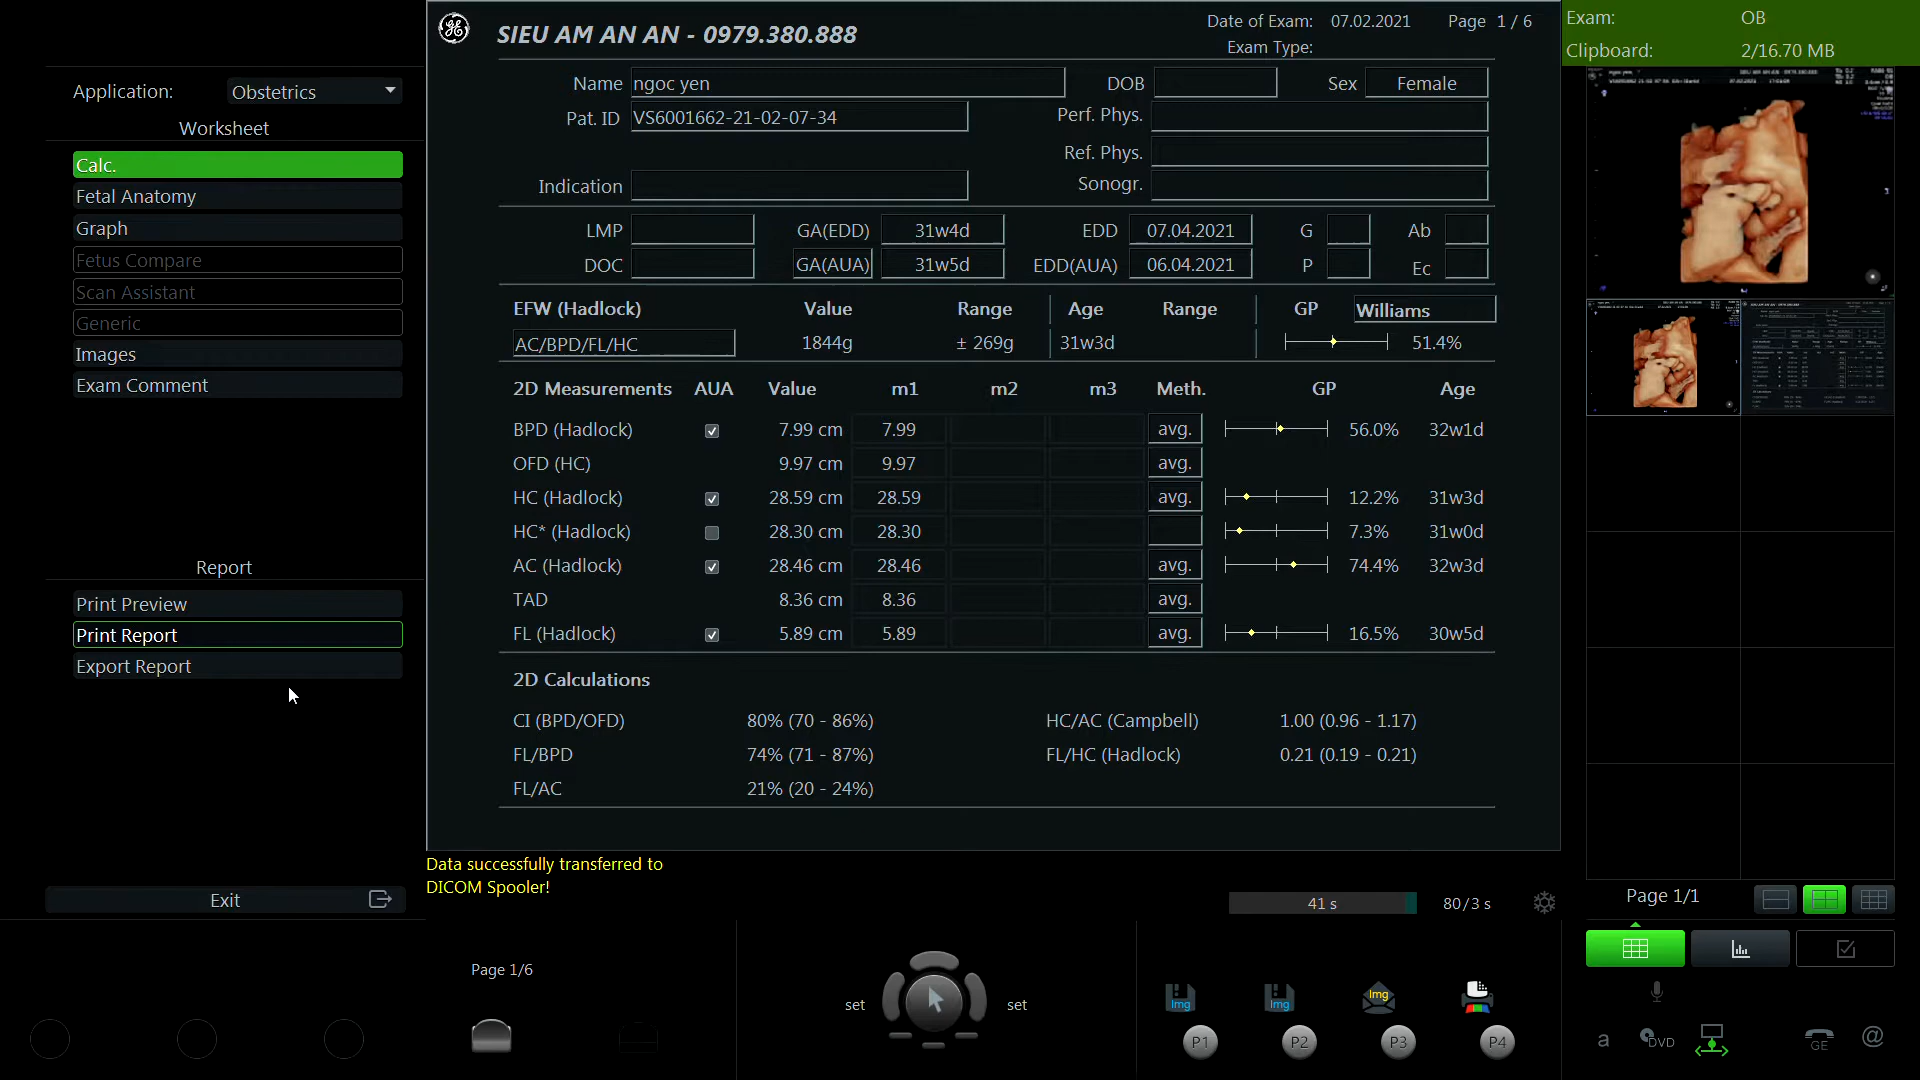 SIEU AM AN AN - 0979.380.888
Date of Exam: 07.02.2021 Page 1 / 6
Exam Type:
Exam: OB
Clipboard: 2/16.70 MB
Application: Obstetrics
Worksheet
Calc.
Fetal Anatomy
Graph
Fetus Compare
Scan Assistant
Generic
Images
Exam Comment
Report
Print Preview
Print Report
Export Report
Exit
Name ngoc yen DOB Sex Female
Pat. ID VS6001662-21-02-07-34 Perf. Phys.
Ref. Phys.
Indication Sonogr.
LMP GA(EDD) 31w4d EDD 07.04.2021 G Ab
DOC GA(AUA) 31w5d EDD(AUA) 06.04.2021 P Ec
EFW (Hadlock) Value Range Age Range GP Williams
AC/BPD/FL/HC 1844g ± 269g 31w3d 51.4%
2D Measurements AUA Value m1 m2 m3 Meth. GP Age
BPD (Hadlock) 7.99 cm 7.99 avg. 56.0% 32w1d
OFD (HC) 9.97 cm 9.97 avg.
HC (Hadlock) 28.59 cm 28.59 avg. 12.2% 31w3d
HC* (Hadlock) 28.30 cm 28.30 7.3% 31w0d
AC (Hadlock) 28.46 cm 28.46 avg. 74.4% 32w3d
TAD 8.36 cm 8.36 avg.
FL (Hadlock) 5.89 cm 5.89 avg. 16.5% 30w5d
2D Calculations
CI (BPD/OFD) 80% (70 - 86%) HC/AC (Campbell) 1.00 (0.96 - 1.17)
FL/BPD 74% (71 - 87%) FL/HC (Hadlock) 0.21 (0.19 - 0.21)
FL/AC 21% (20 - 24%)
Data successfully transferred to
DICOM Spooler!
41 s 80/3 s
Page 1/1
Page 1/6
set set
Img Img Img
P1 P2 P3 P4
a DVD GE @